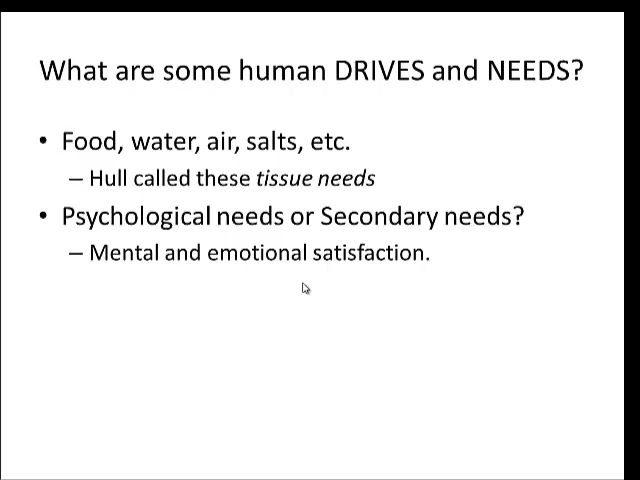 What are some human DRIVES and NEEDS?
• Food, water, air, salts, etc.
– Hull called these tissue needs
• Psychological needs or Secondary needs?
– Mental and emotional satisfaction.